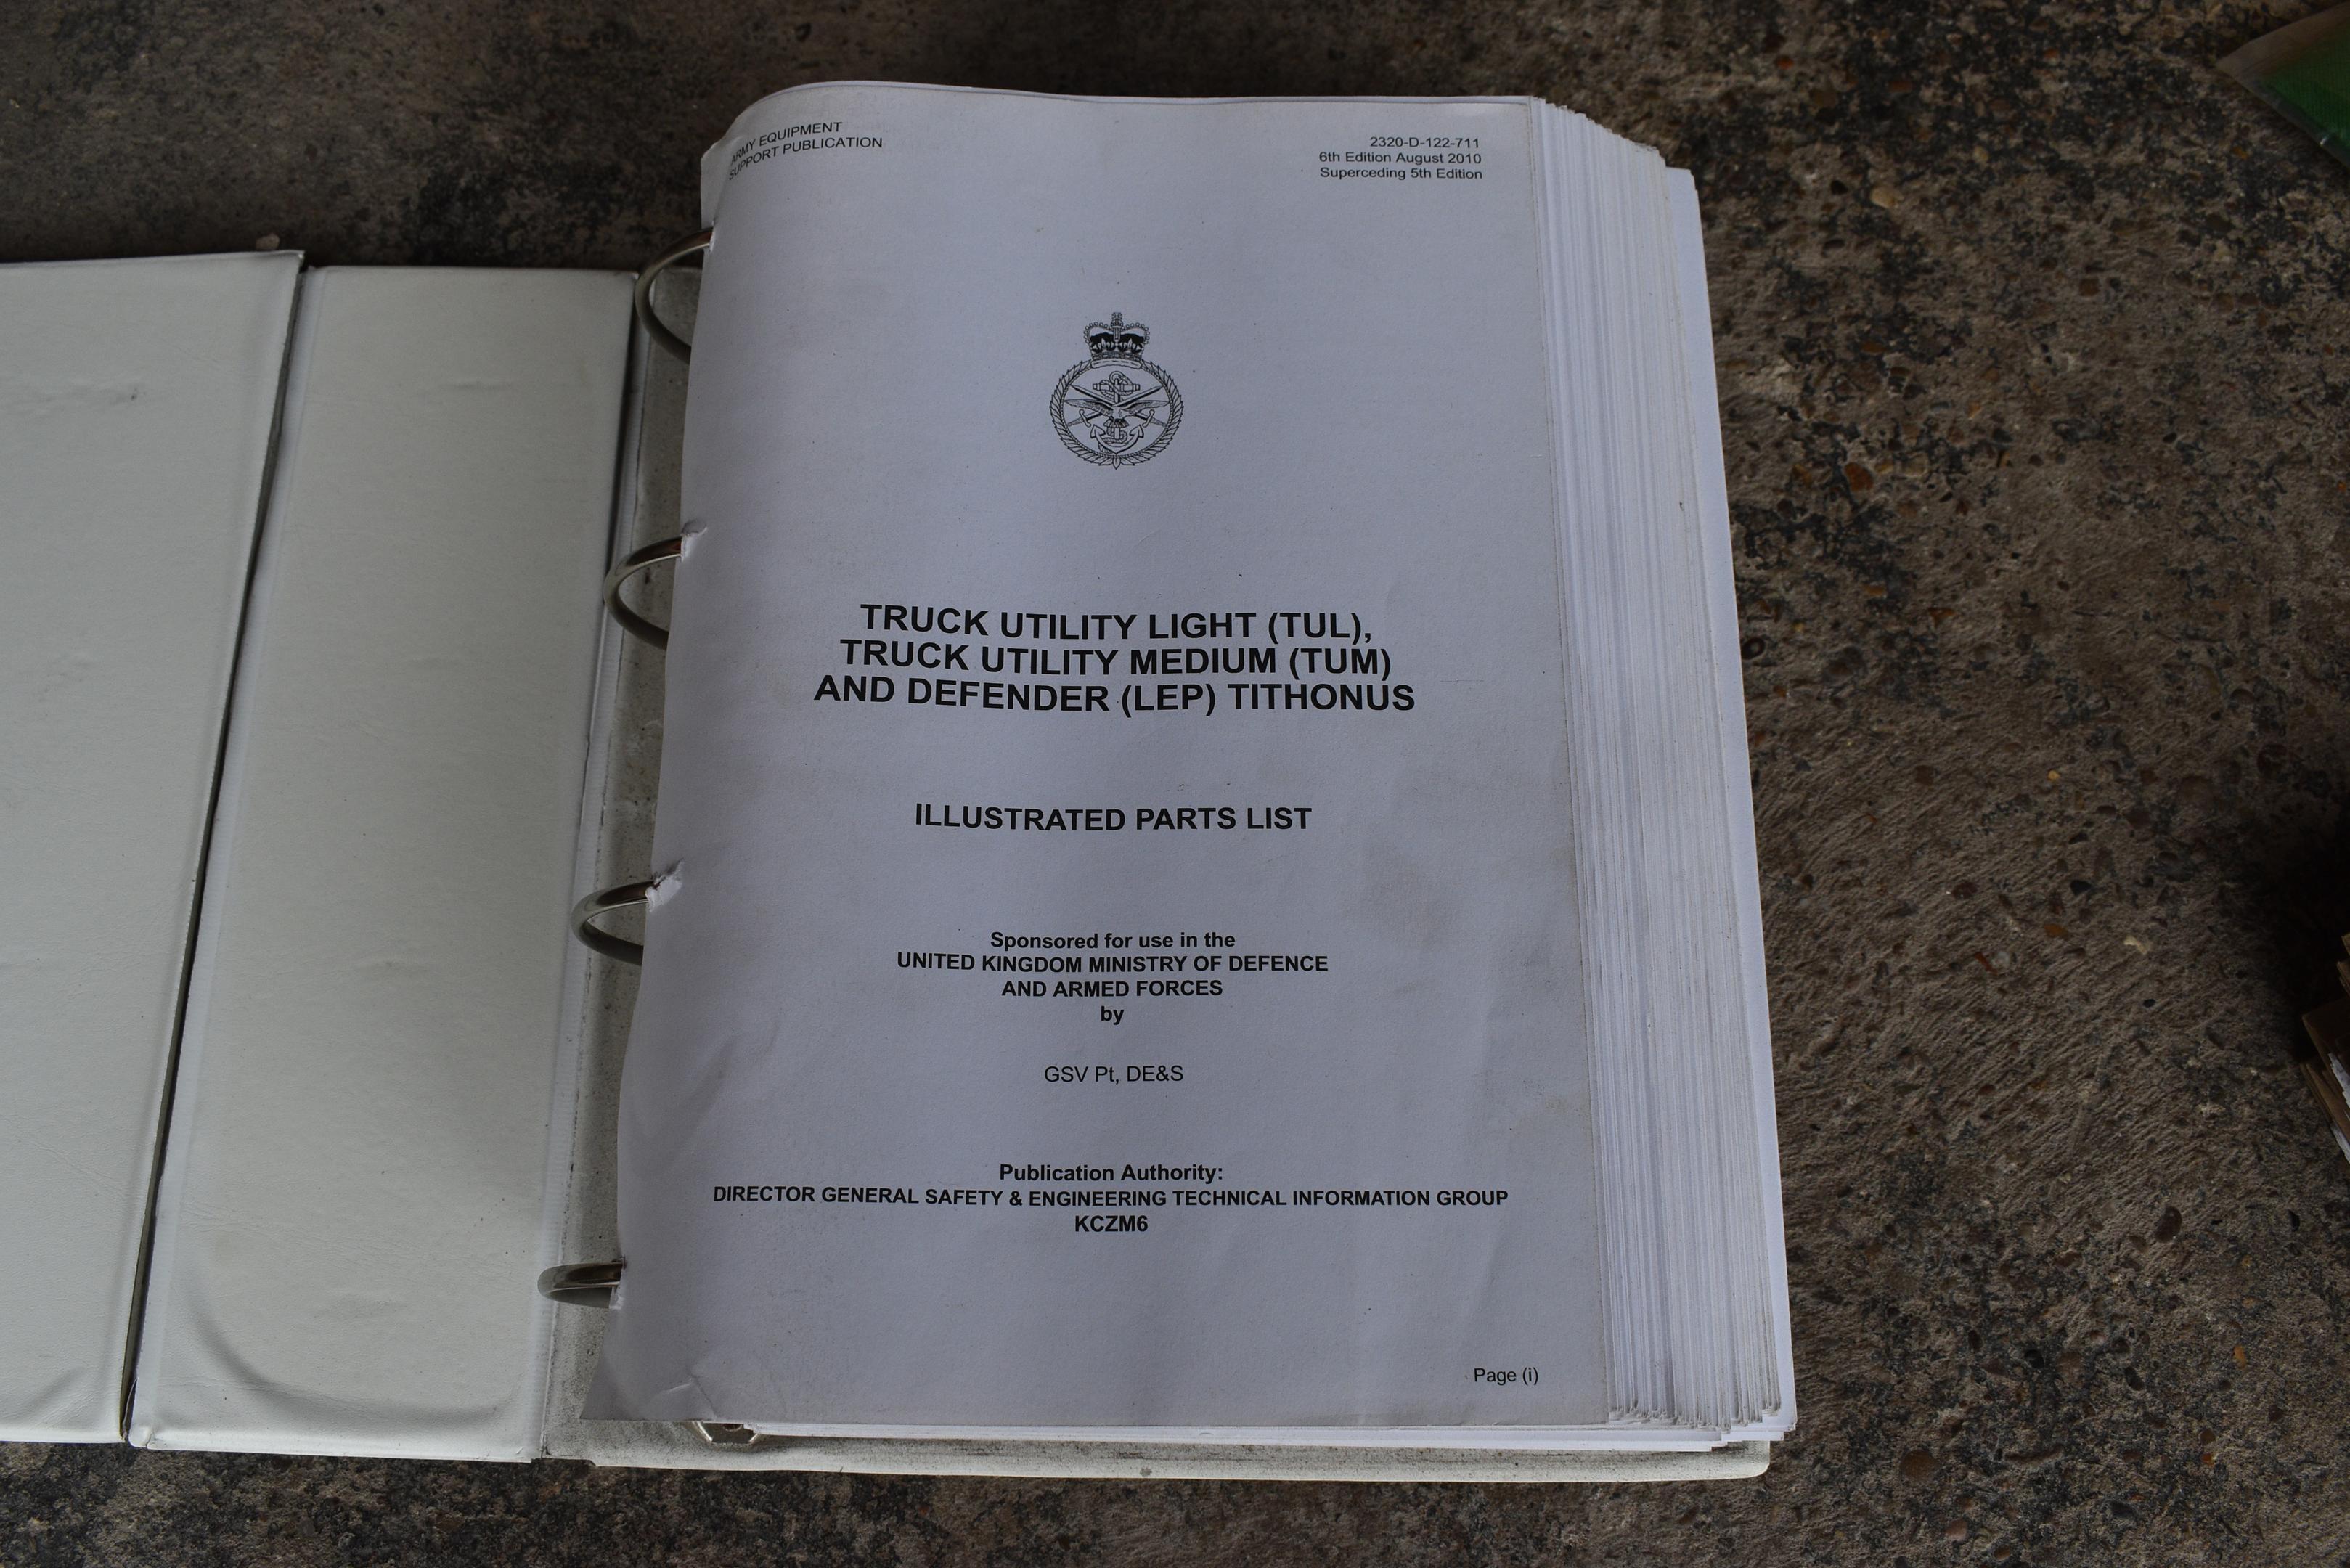 ARMY EQUIPMENT
SUPPORT PUBLICATION
2320-D-122-711
6th Edition August 2010
Superceding 5th Edition
TRUCK UTILITY LIGHT (TUL),
TRUCK UTILITY MEDIUM (TUM)
AND DEFENDER (LEP) TITHONUS
ILLUSTRATED PARTS LIST
Sponsored for use in the
UNITED KINGDOM MINISTRY OF DEFENCE
AND ARMED FORCES
by
GSV Pt, DE&S
Publication Authority:
DIRECTOR GENERAL SAFETY & ENGINEERING TECHNICAL INFORMATION GROUP
KCZM6
Page (i)